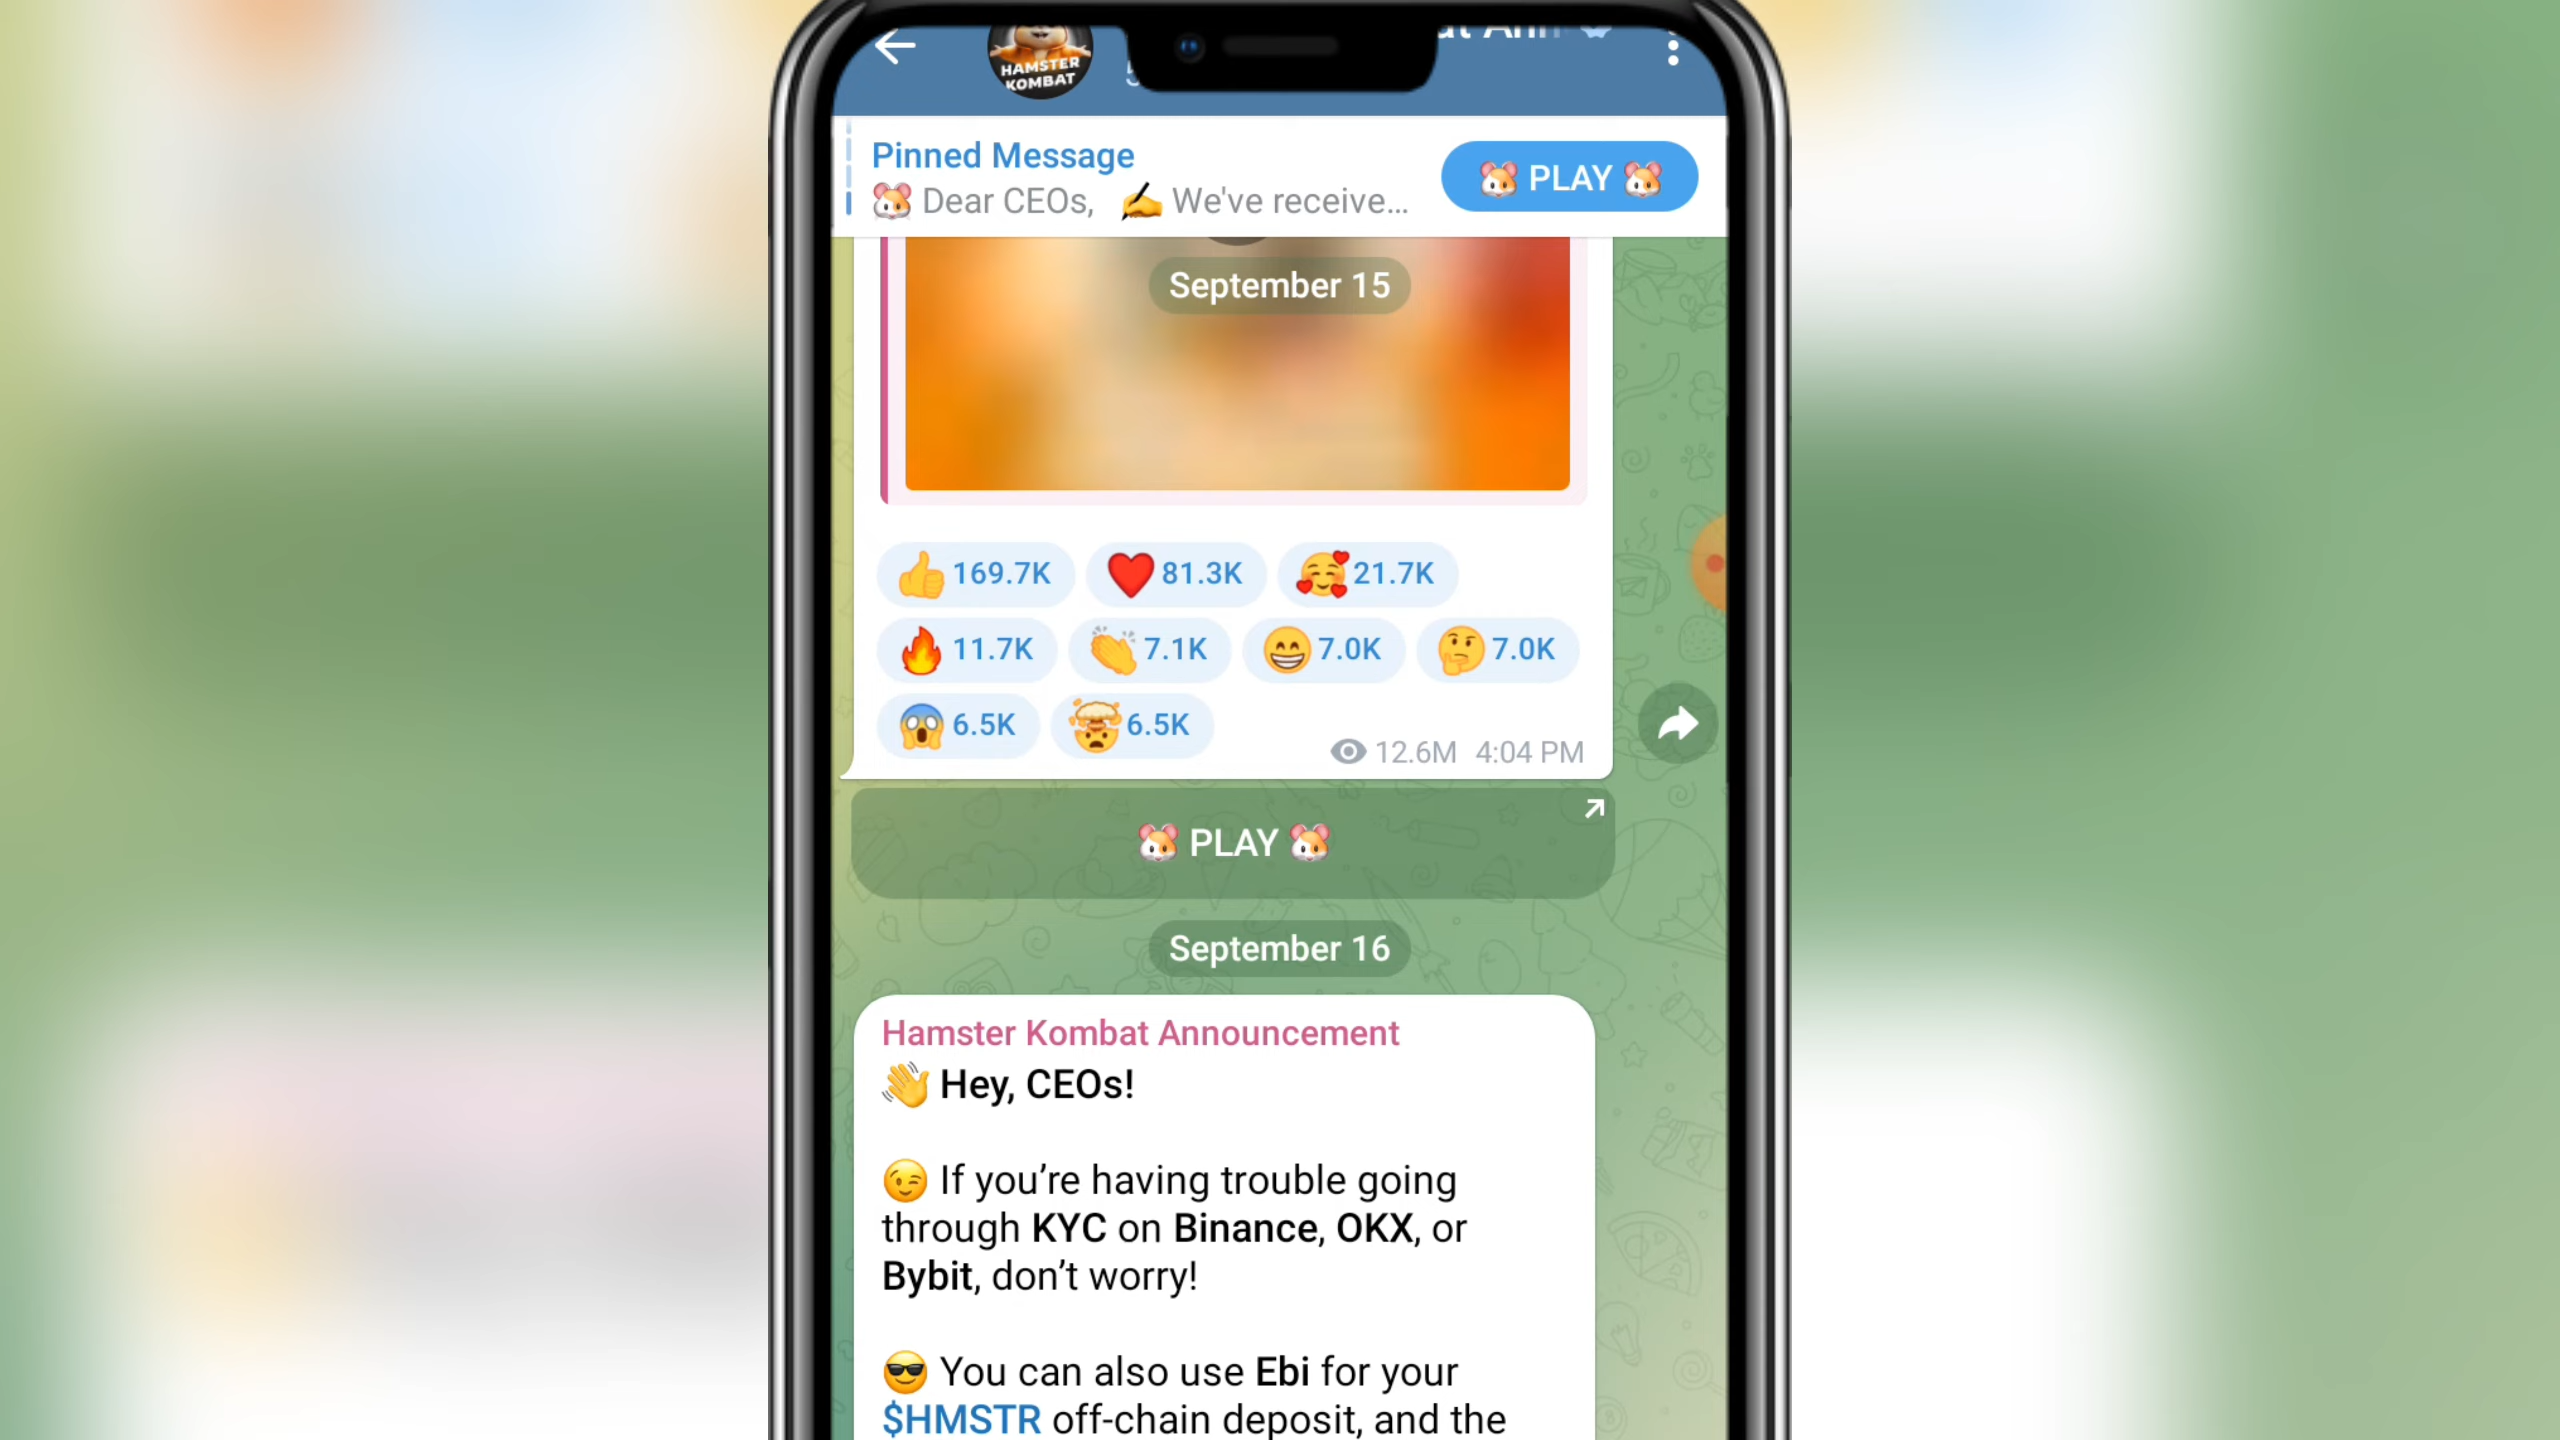 HAMSTER
KOMBAT
Pinned Message
🐹 Dear CEOs, ✍️ We've receive...
🐹 PLAY 🐹
September 15
👍 169.7K ❤️ 81.3K 🥰 21.7K
🔥 11.7K 👏 7.1K 😁 7.0K 🤔 7.0K
😱 6.5K 🤯 6.5K
12.6M 4:04 PM
🐹 PLAY 🐹
September 16
Hamster Kombat Announcement
👋 Hey, CEOs!
😉 If you’re having trouble going
through KYC on Binance, OKX, or
Bybit, don’t worry!
😎 You can also use Ebi for your
$HMSTR off-chain deposit, and the